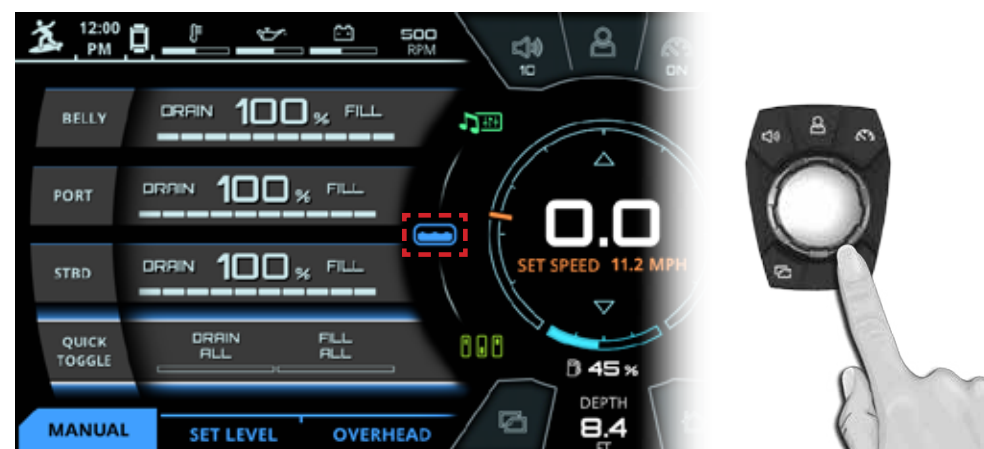 12:00
PM
500
RPM
10
ON
BELLY
DRAIN 100% FILL
PORT
DRAIN 100% FILL
STBD
DRAIN 100% FILL
QUICK
TOGGLE
DRAIN
ALL
FILL
ALL
MANUAL
SET LEVEL
OVERHEAD
0.0
SET SPEED 11.2 MPH
45%
DEPTH
8.4
FT